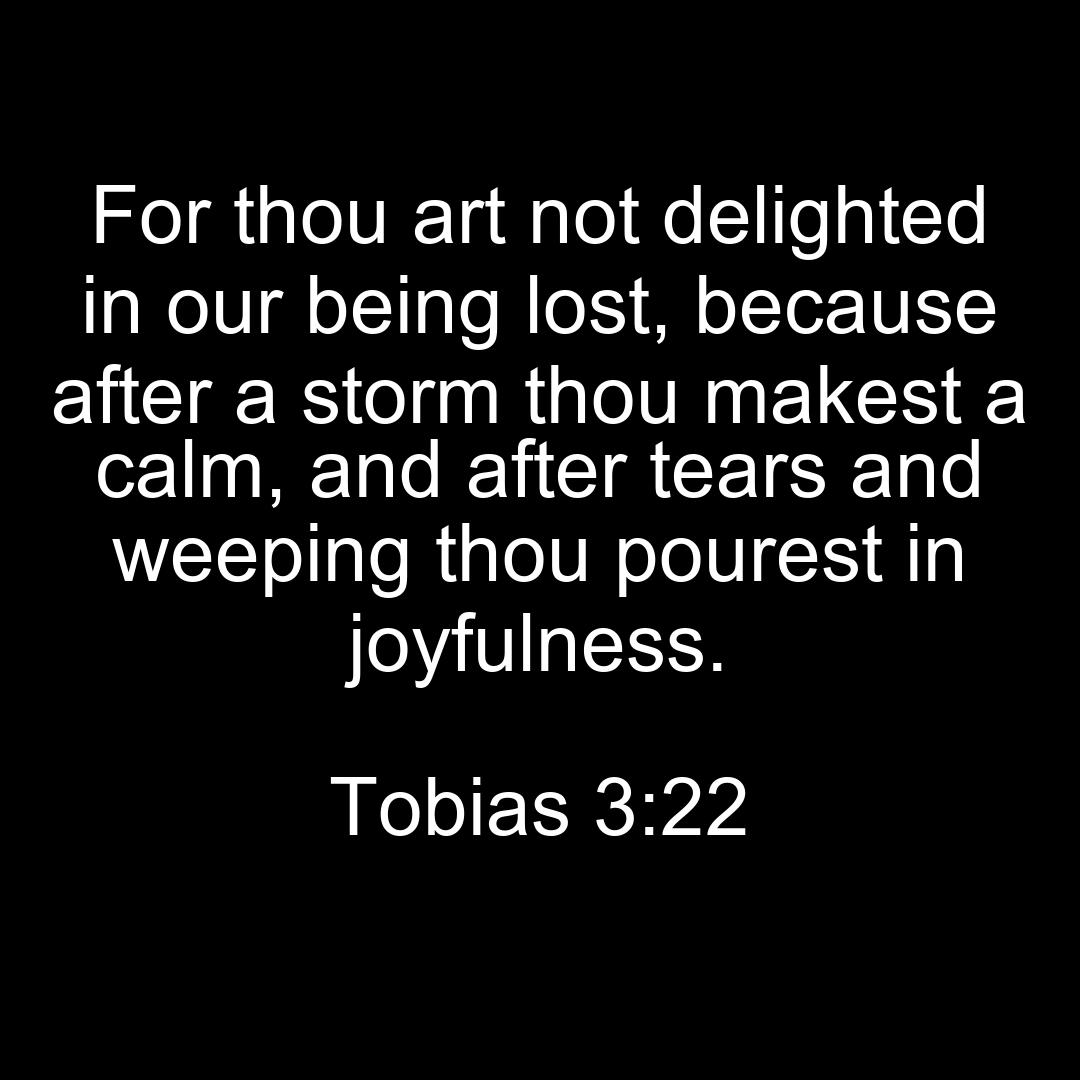 For thou art not delighted
in our being lost, because
after a storm thou makest a
calm, and after tears and
weeping thou pourest in
joyfulness.
Tobias 3:22